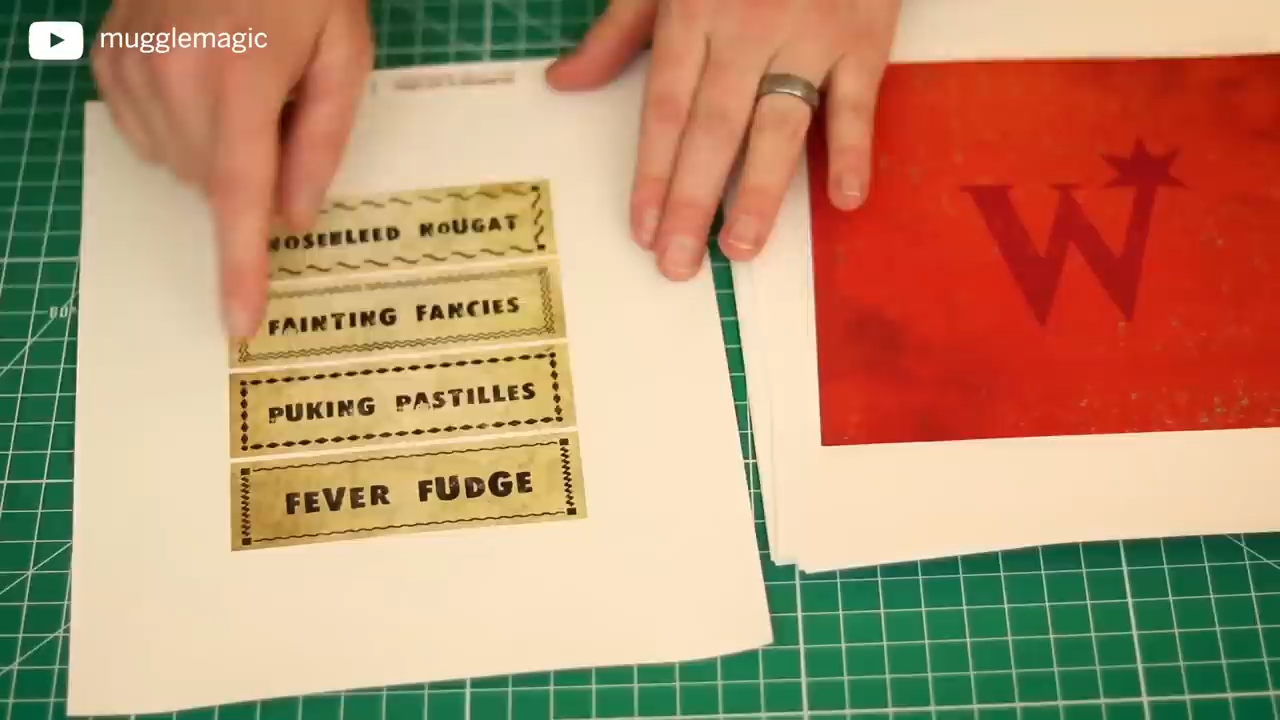 mugglemagic
NOSEBLEED NOUGAT
FAINTING FANCIES
PUKING PASTILLES
FEVER FUDGE
W